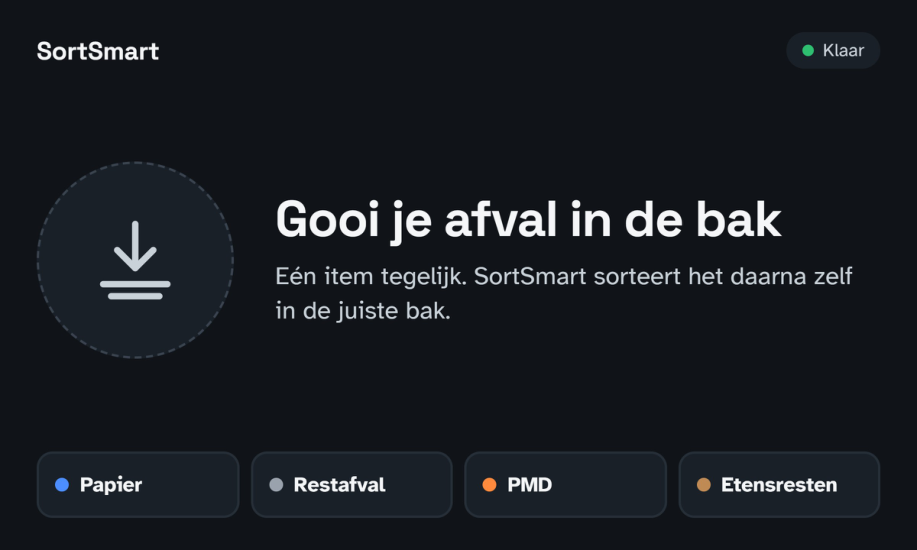 SortSmart
Klaar
Gooi je afval in de bak
Eén item tegelijk. SortSmart sorteert het daarna zelf
in de juiste bak.
Papier
Restafval
PMD
Etensresten